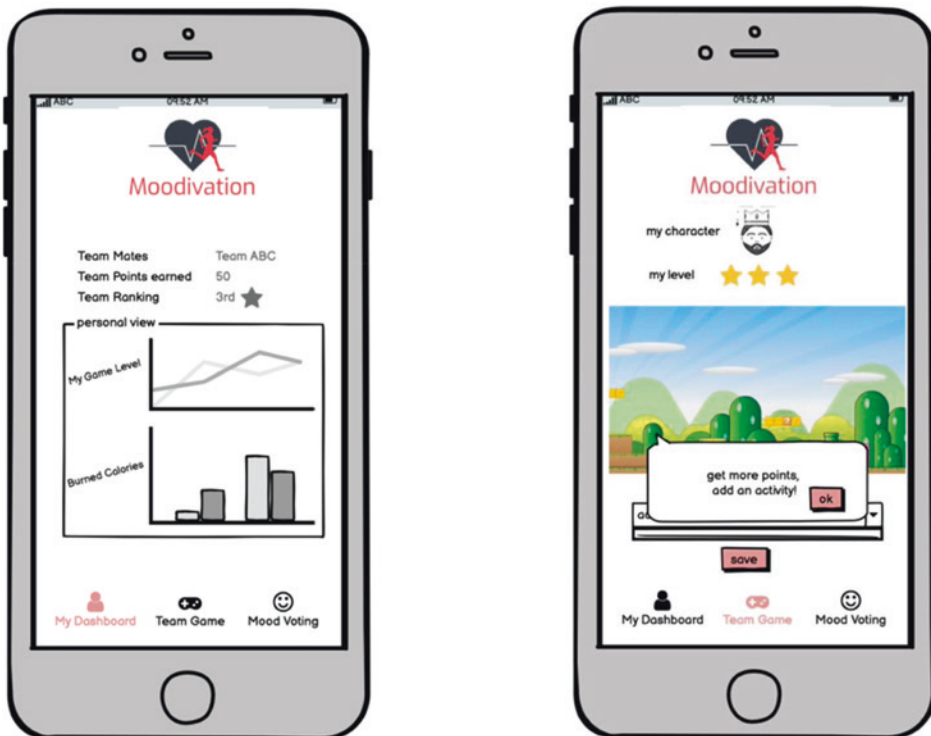 ABC 09:52 AM
Moodivation
Team Mates Team ABC
Team Points earned 50
Team Ranking 3rd
personal view
My Game Level
Burned Calories
My Dashboard Team Game Mood Voting
ABC 09:52 AM
Moodivation
my character
my level
get more points,
add an activity!
ok
save
My Dashboard Team Game Mood Voting